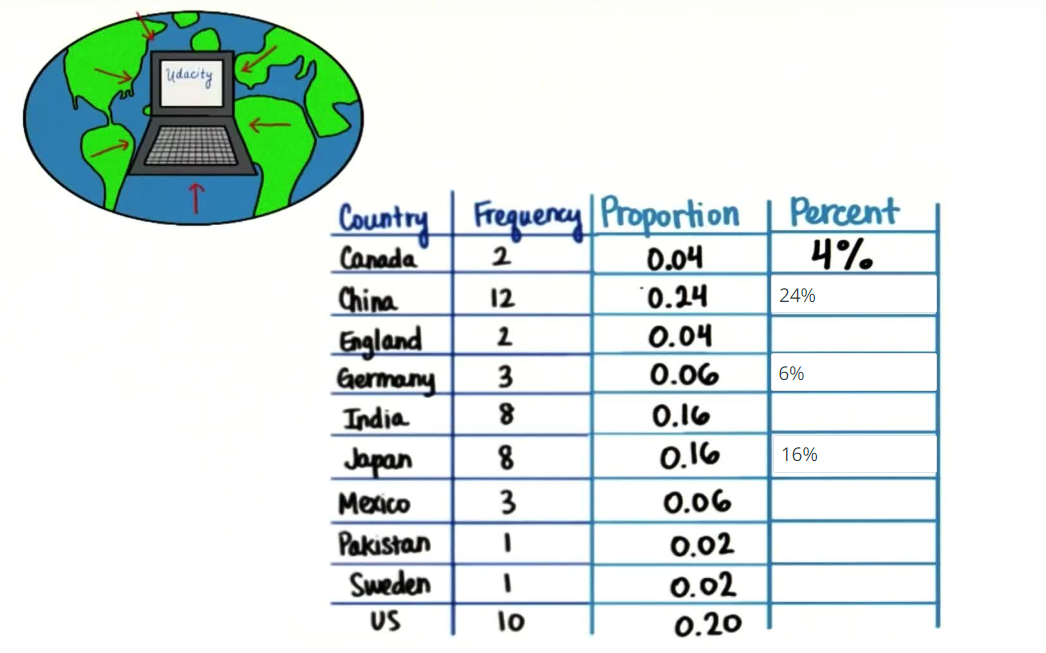 Udacity
Country Frequency Proportion Percent
Canada 2 0.04 4%
China 12 0.24 24%
England 2 0.04
Germany 3 0.06 6%
India 8 0.16
Japan 8 0.16 16%
Mexico 3 0.06
Pakistan 1 0.02
Sweden 1 0.02
US 10 0.20